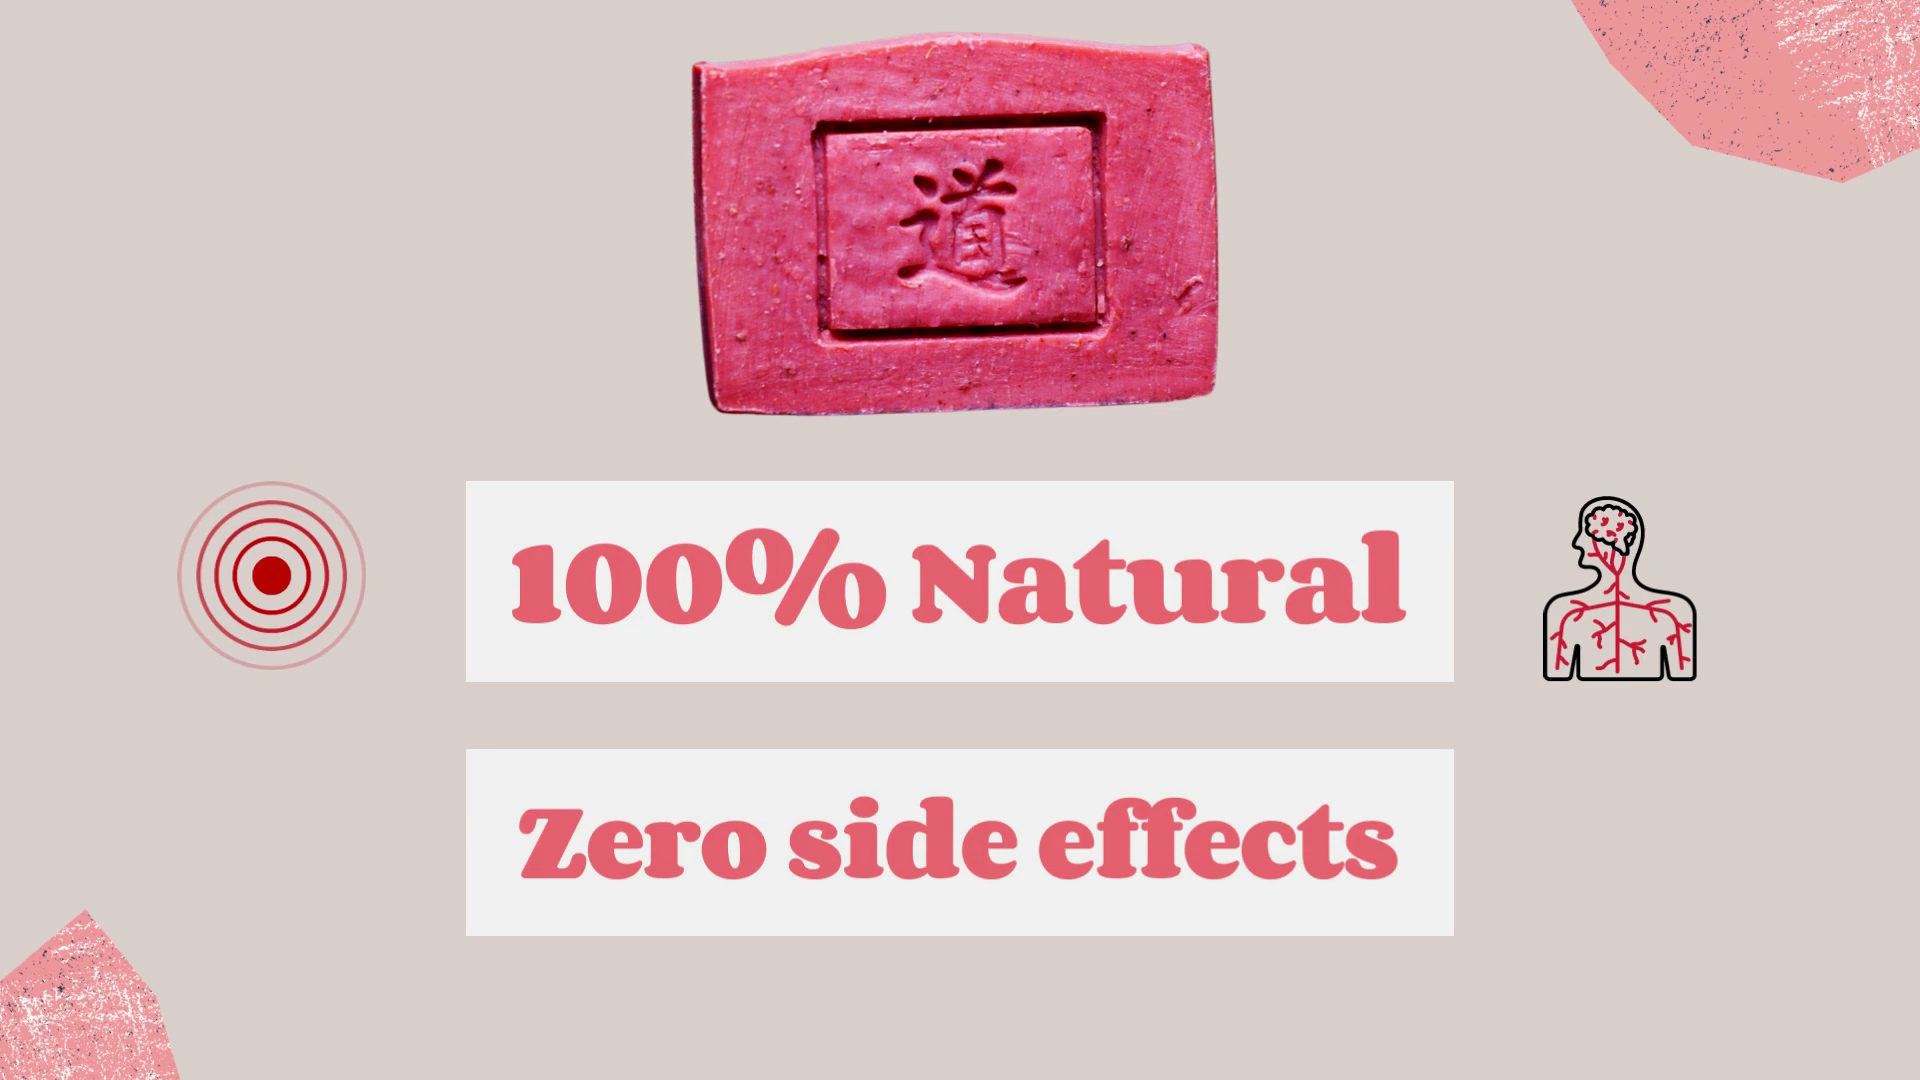 道
100% Natural
Zero side effects